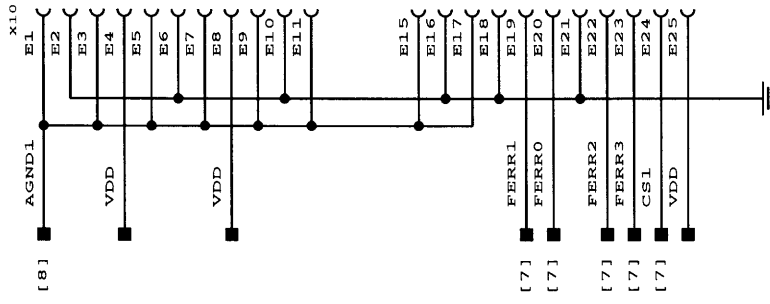 X10
E1
E2
E3
E4
E5
E6
E7
E8
E9
E10
E11
E15
E16
E17
E18
E19
E20
E21
E22
E23
E24
E25
AGND1
VDD
VDD
FERR1
FERR0
FERR2
FERR3
CS1
VDD
[8]
[7]
[7]
[7]
[7]
[7]